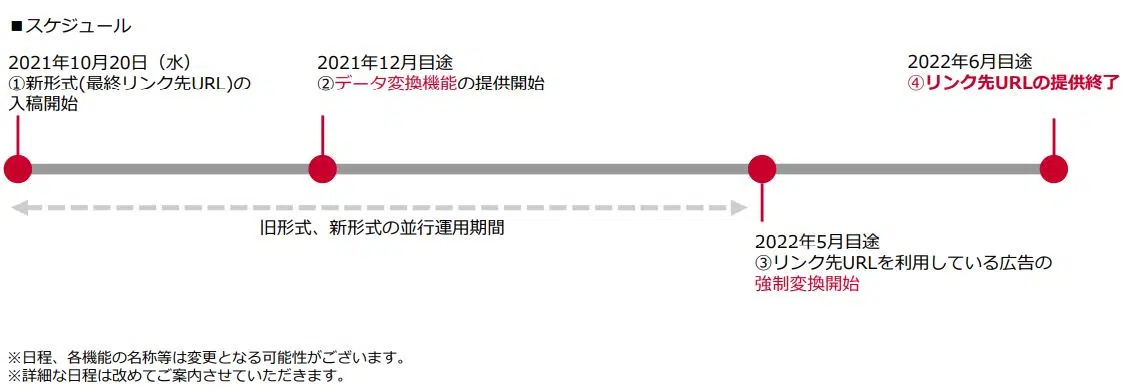 ■スケジュール
2021年10月20日（水）
①新形式(最終リンク先URL)の
入稿開始
2021年12月目途
②データ変換機能の提供開始
2022年6月目途
④リンク先URLの提供終了
旧形式、新形式の並行運用期間
2022年5月目途
③リンク先URLを利用している広告の
強制変換開始
※日程、各機能の名称等は変更となる可能性がございます。
※詳細な日程は改めてご案内させていただきます。